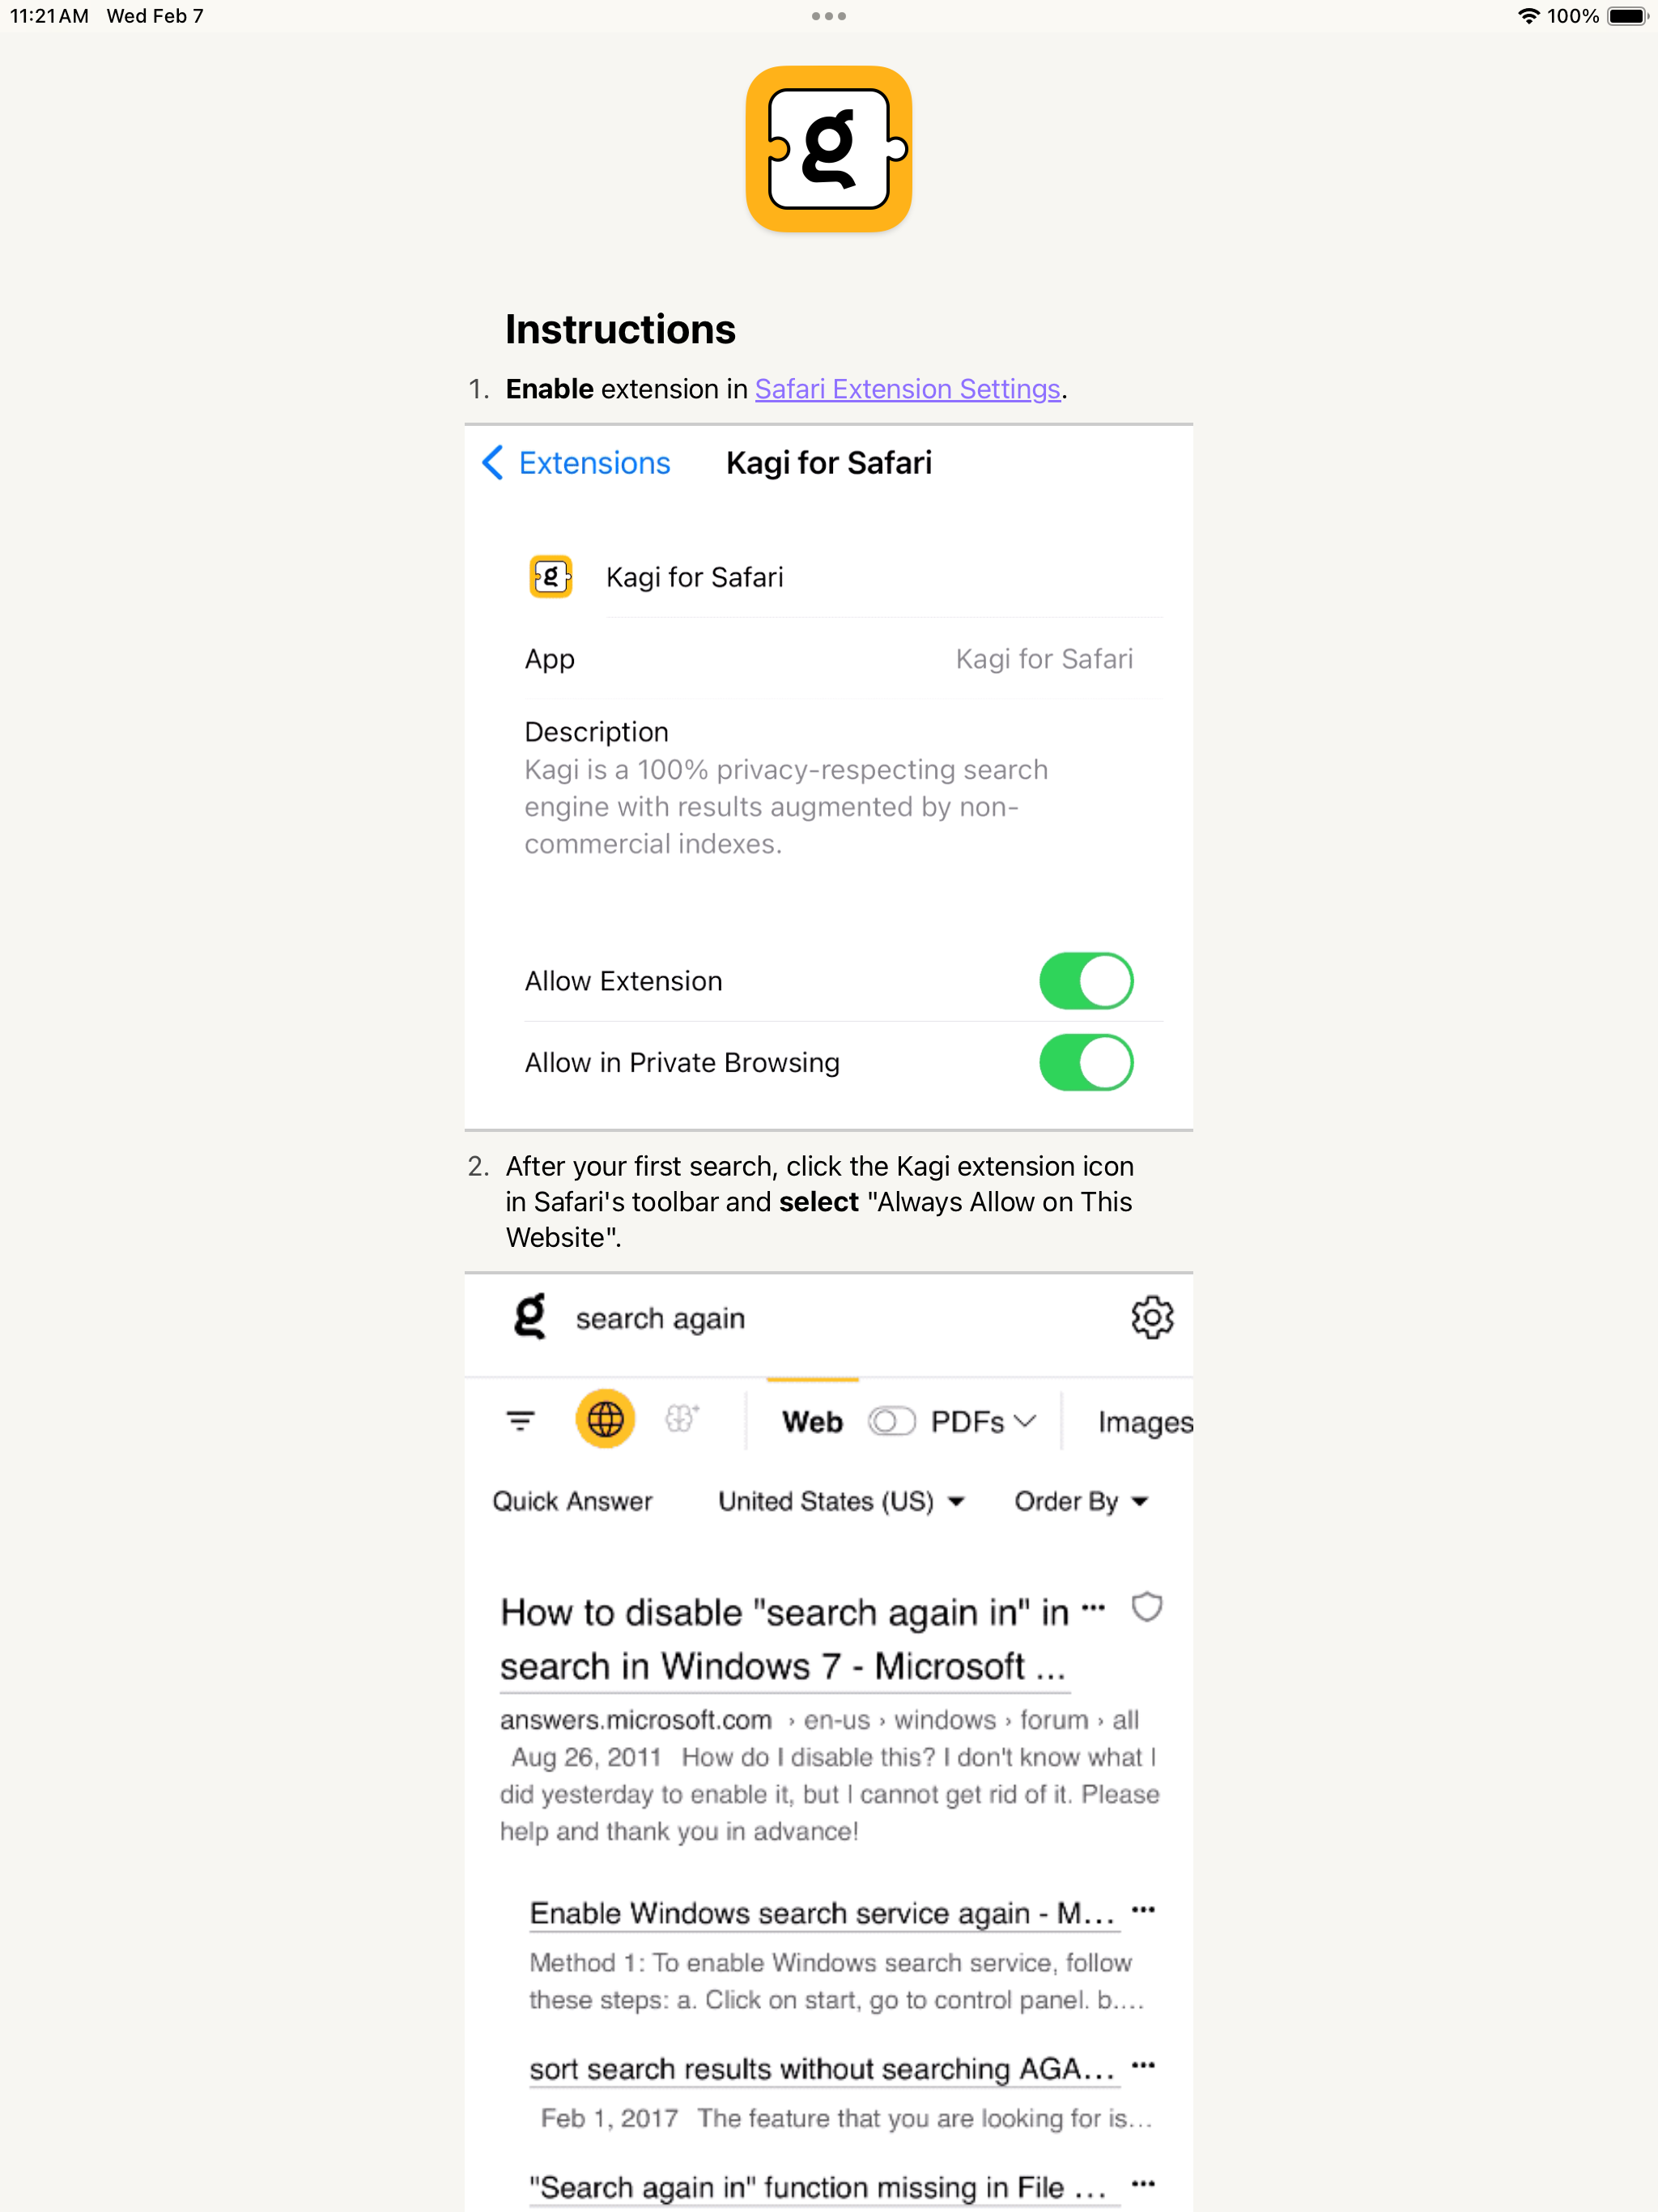 11:21 AM Wed Feb 7
100%
g
Instructions
1. Enable extension in Safari Extension Settings.
Extensions
Kagi for Safari
g
Kagi for Safari
App
Kagi for Safari
Description
Kagi is a 100% privacy-respecting search
engine with results augmented by non-
commercial indexes.
Allow Extension
Allow in Private Browsing
2. After your first search, click the Kagi extension icon
in Safari's toolbar and select "Always Allow on This
Website".
g search again
Web PDFs Images
Quick Answer United States (US) Order By
How to disable "search again in" in ...
search in Windows 7 - Microsoft ...
answers.microsoft.com › en-us › windows › forum › all
Aug 26, 2011 How do I disable this? I don't know what I
did yesterday to enable it, but I cannot get rid of it. Please
help and thank you in advance!
Enable Windows search service again - M... ...
Method 1: To enable Windows search service, follow
these steps: a. Click on start, go to control panel. b....
sort search results without searching AGA... ...
Feb 1, 2017 The feature that you are looking for is...
"Search again in" function missing in File ... ...